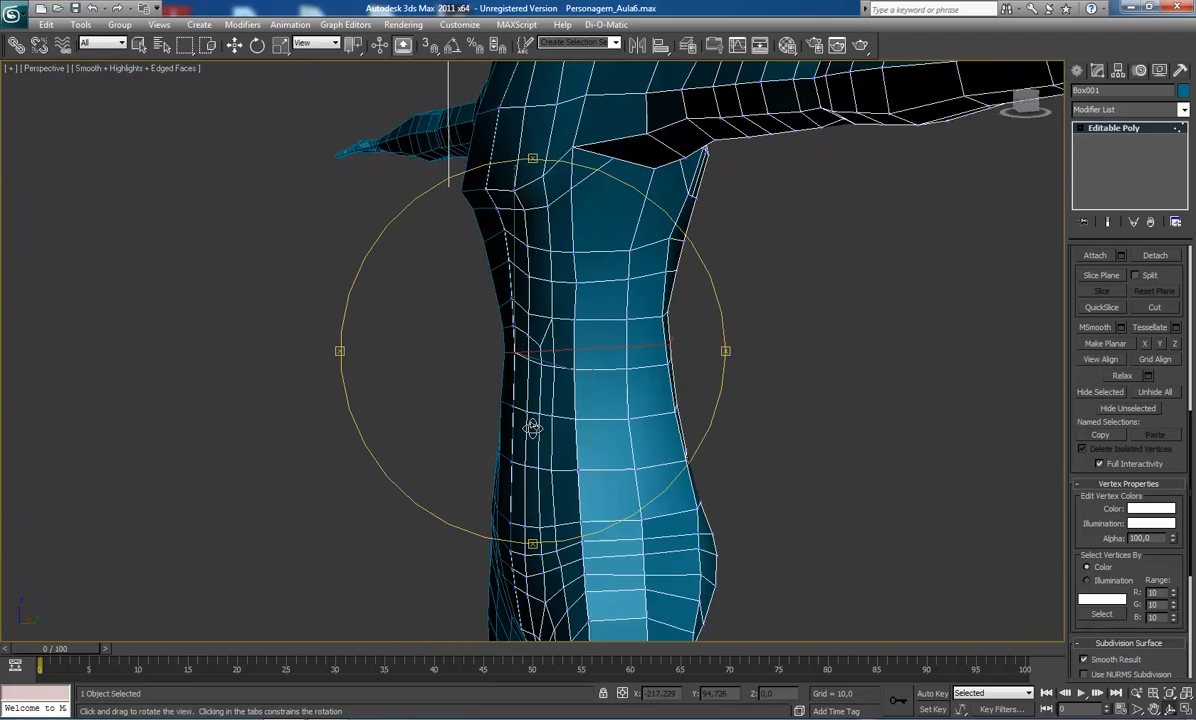 Autodesk 3ds Max 2011 x64 - Unregistered Version Personagem_Aula6.max
Type a keyword or phrase
Edit Tools Group Views Create Modifiers Animation Graph Editors Rendering Customize MAXScript Help Di-O-Matic
All View Create Selection Se
[ + ] [ Perspective ] [ Smooth + Highlights + Edged Faces ]
Box001
Modifier List
Editable Poly
Attach Detach
Slice Plane Split
Slice Reset Plane
QuickSlice Cut
MSmooth Tessellate
Make Planar X Y Z
View Align Grid Align
Relax
Hide Selected Unhide All
Hide Unselected
Named Selections:
Copy Paste
Delete Isolated Vertices
Full Interactivity
- Vertex Properties
Edit Vertex Colors
Color:
Illumination:
Alpha: 100,0
Select Vertices By
Color
Illumination Range:
R: 10
G: 10
Select B: 10
- Subdivision Surface
Smooth Result
Use NURMS Subdivision
< 0 / 100 >
0 5 10 15 20 25 30 35 40 45 50 55 60 65 70 75 80 85 90 95 100
1 Object Selected X: -217,229 Y: 94,726 Z: 0,0 Grid = 10,0 Auto Key Selected
Welcome to M Click and drag to rotate the view. Clicking in the tabs constrains the rotation Add Time Tag Set Key Key Filters... 0